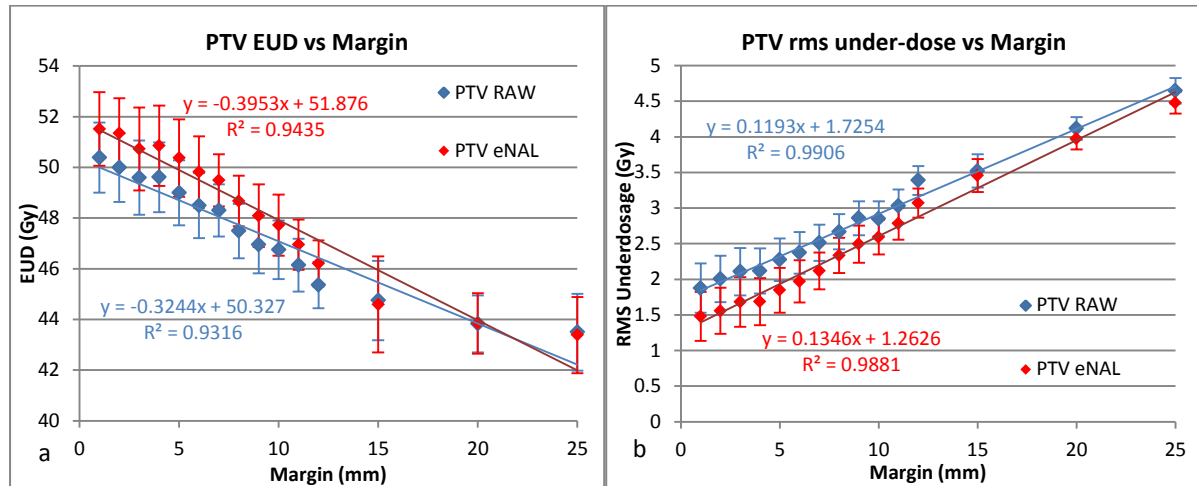 PTV EUD vs Margin
54
52
50
48
46
44
42
40
EUD (Gy)
y = -0.3953x + 51.876
R² = 0.9435
PTV RAW
PTV eNAL
y = -0.3244x + 50.327
R² = 0.9316
0 5 10 15 20 25
Margin (mm)
a
PTV rms under-dose vs Margin
5
4.5
4
3.5
3
2.5
2
1.5
1
0.5
0
RMS Underdosage (Gy)
y = 0.1193x + 1.7254
R² = 0.9906
PTV RAW
y = 0.1346x + 1.2626
R² = 0.9881
PTV eNAL
0 5 10 15 20 25
Margin (mm)
b